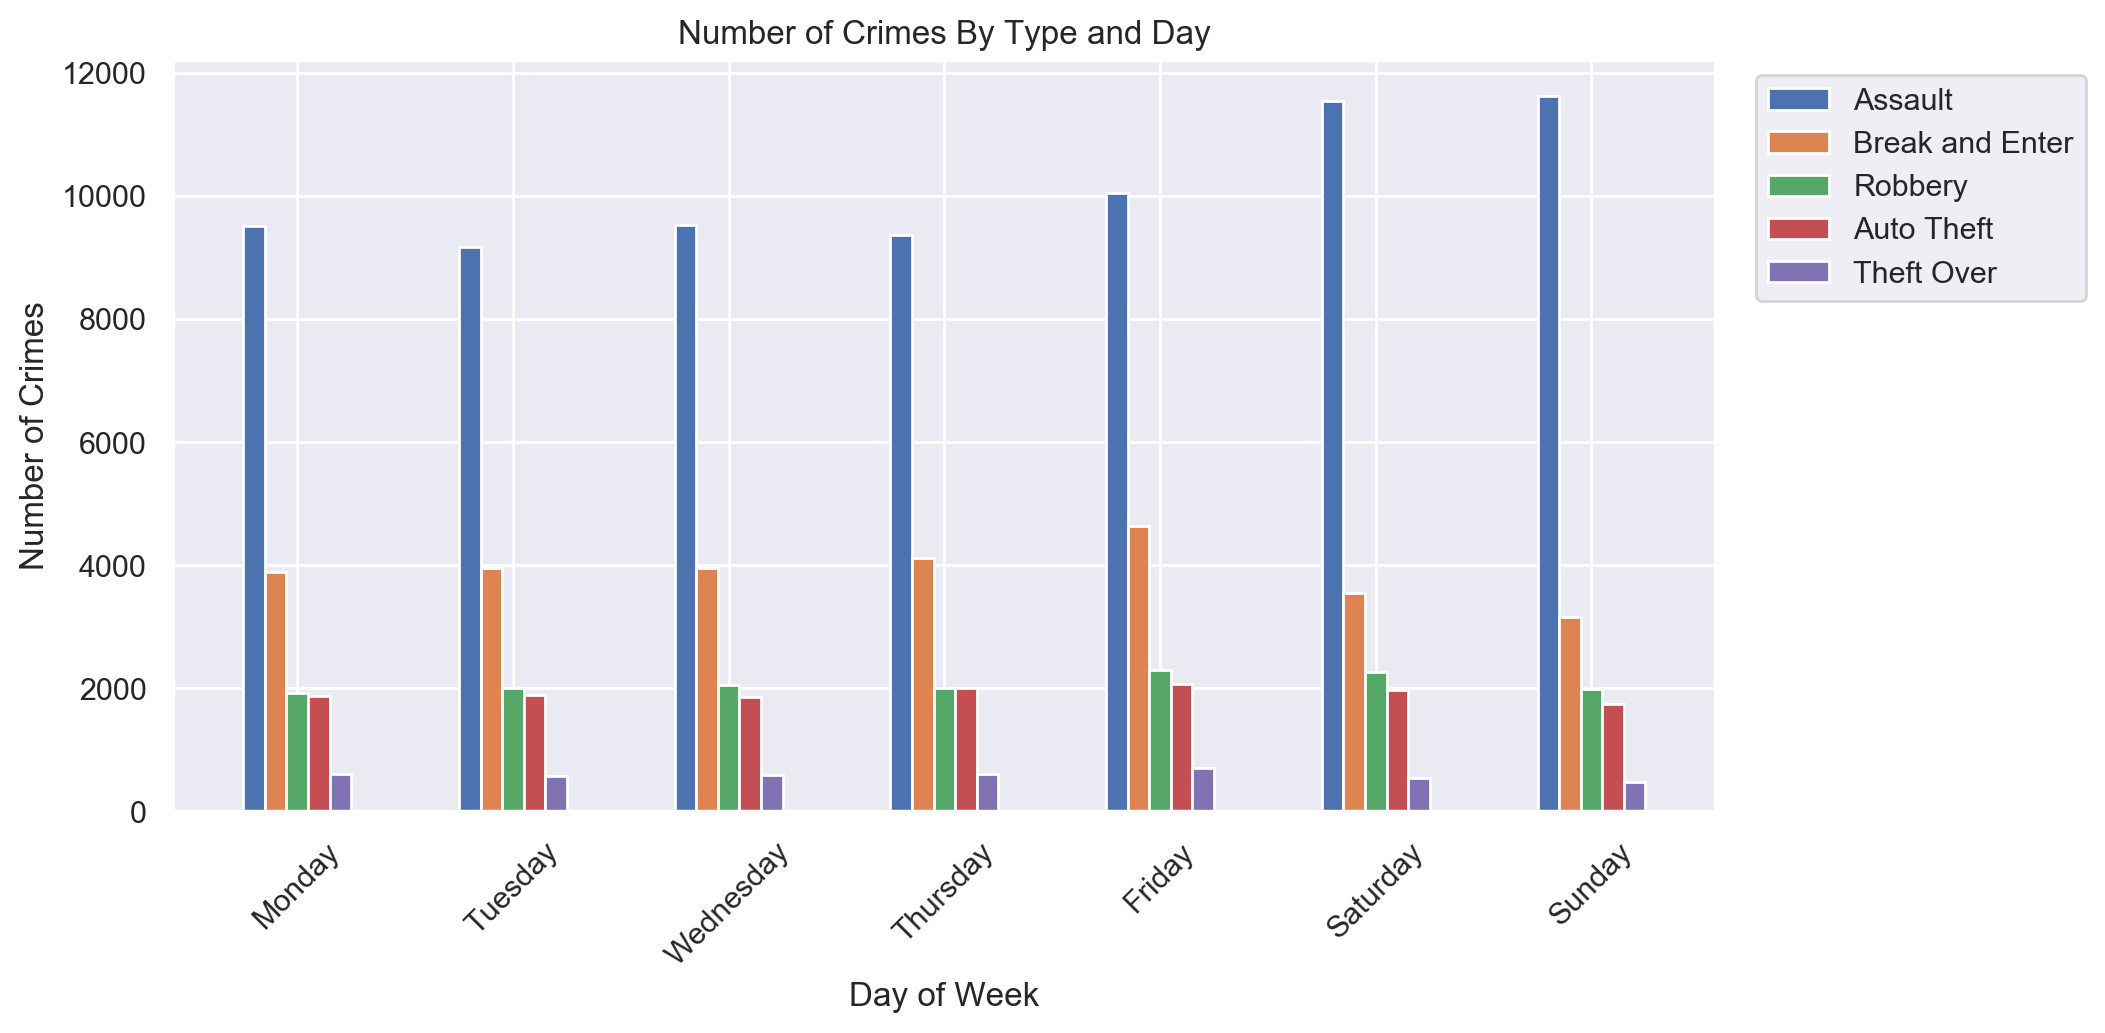 Number of Crimes By Type and Day
12000
10000
8000
6000
4000
2000
0
Number of Crimes
Monday
Tuesday
Wednesday
Thursday
Friday
Saturday
Sunday
Day of Week
Assault
Break and Enter
Robbery
Auto Theft
Theft Over